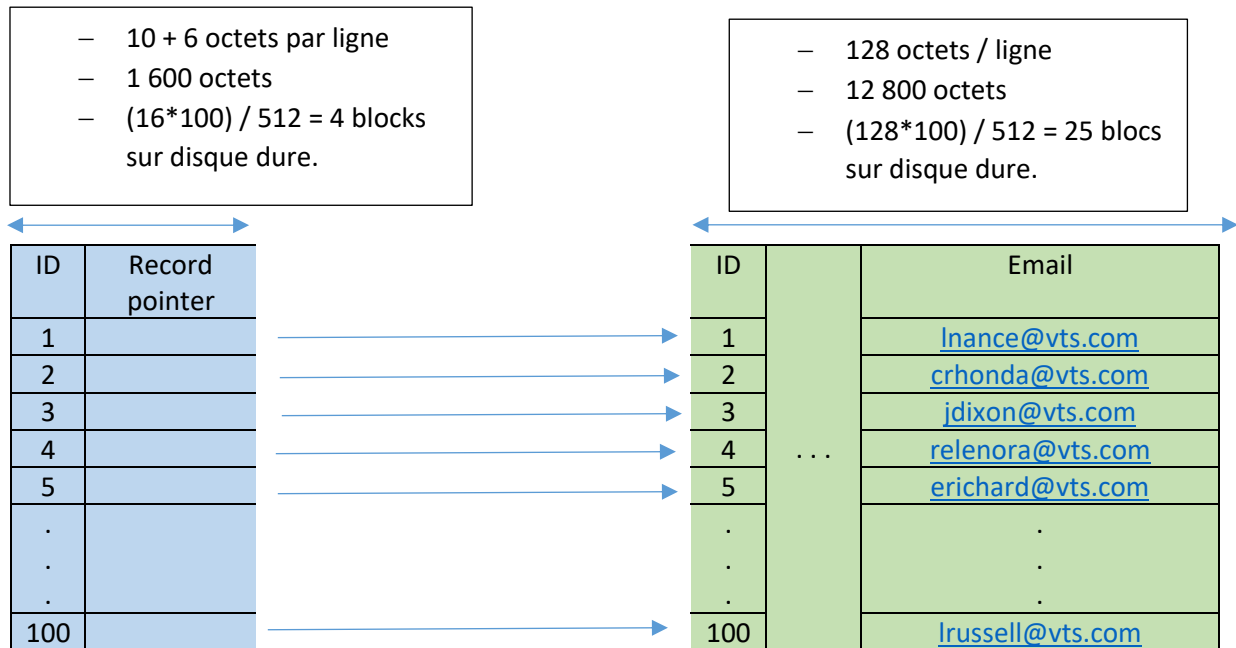 – 10 + 6 octets par ligne
– 1 600 octets
– (16*100) / 512 = 4 blocks
sur disque dure.
– 128 octets / ligne
– 12 800 octets
– (128*100) / 512 = 25 blocs
sur disque dure.
ID Record
pointer
1
2
3
4
5
.
.
.
100
ID Email
1 lnance@vts.com
2 crhonda@vts.com
3 jdixon@vts.com
4 . . . relenora@vts.com
5 erichard@vts.com
. .
. .
. .
100 lrussell@vts.com